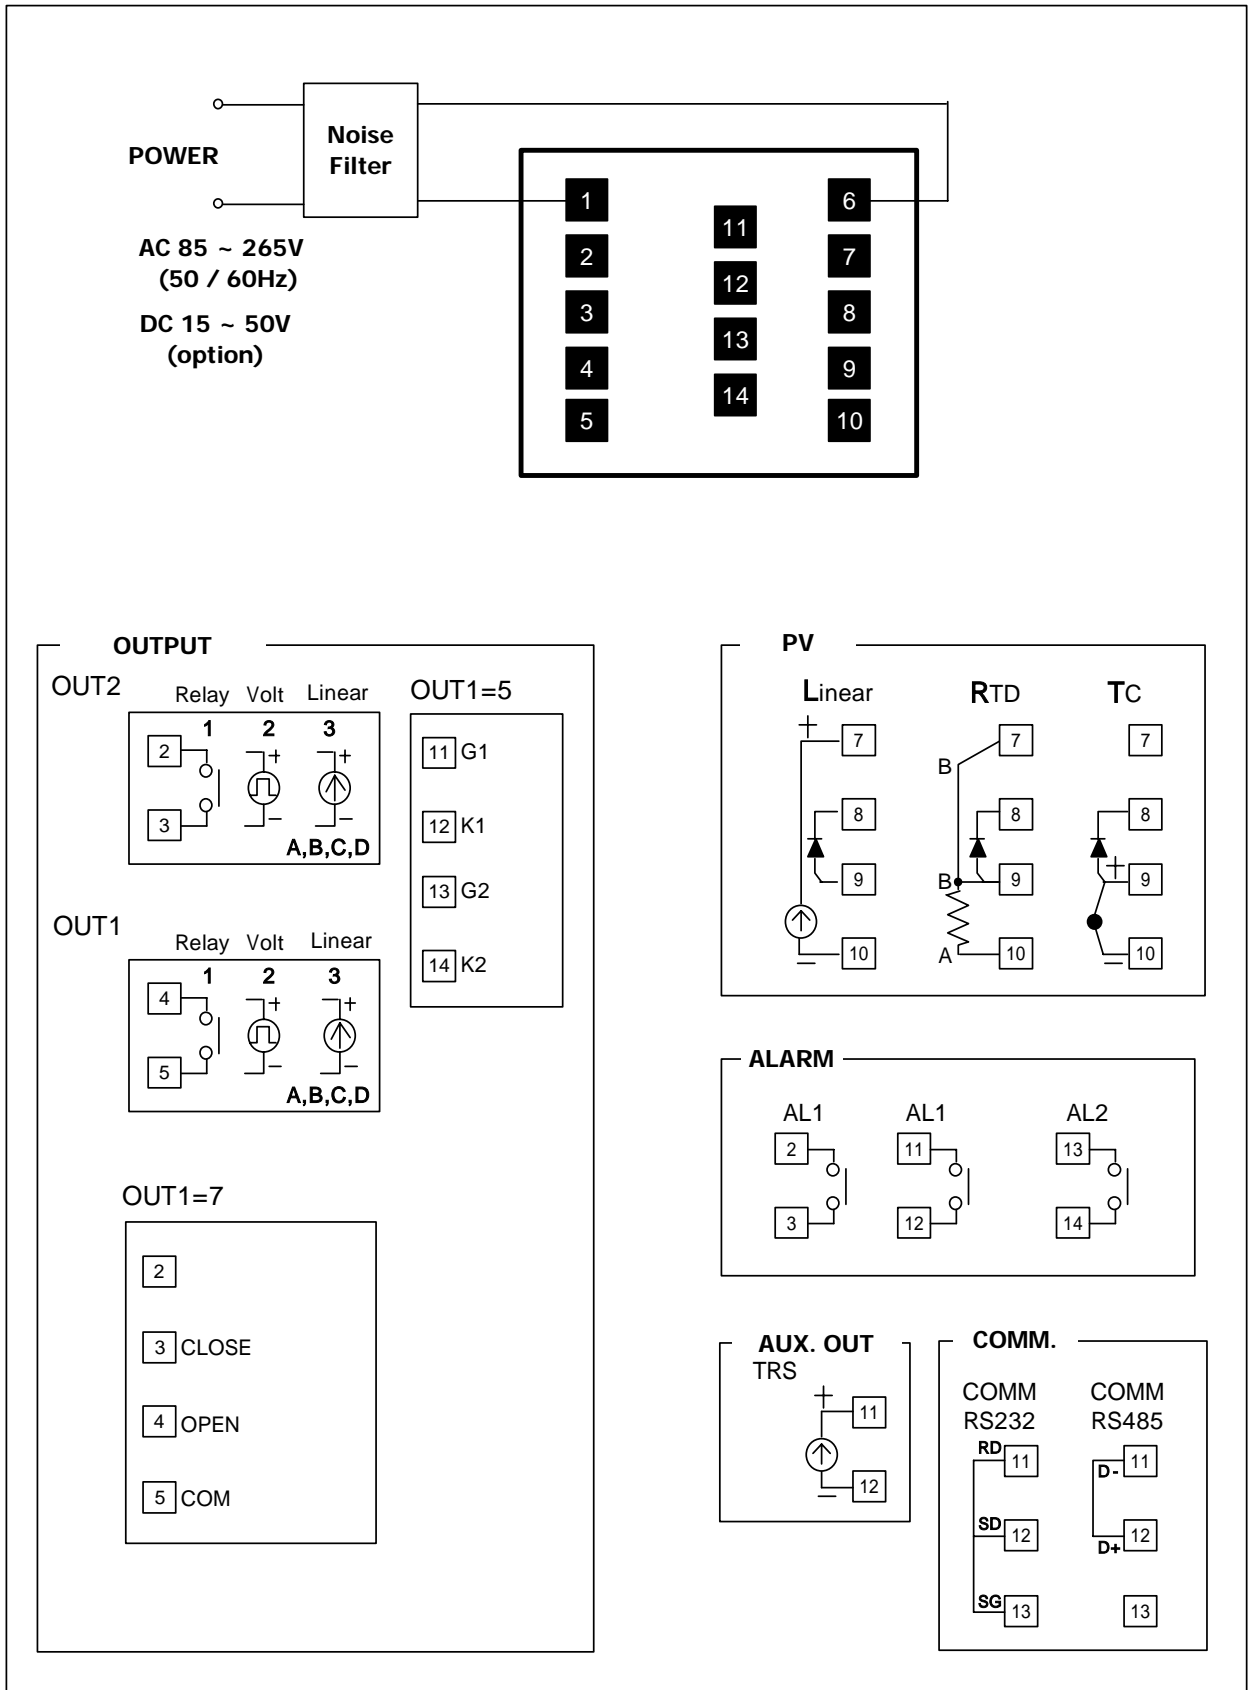 POWER
Noise
Filter
AC 85 ~ 265V
(50 / 60Hz)
DC 15 ~ 50V
(option)
1
2
3
4
5
11
12
13
14
6
7
8
9
10
OUTPUT
OUT2
Relay Volt Linear
1 2 3
2
3
+ +
− −
A,B,C,D
OUT1
Relay Volt Linear
1 2 3
4
5
+ +
− −
A,B,C,D
OUT1=5
11 G1
12 K1
13 G2
14 K2
OUT1=7
2
3 CLOSE
4 OPEN
5 COM
PV
Linear
+ 7
8
9
− 10
RTD
B 7
8
B 9
A 10
TC
7
8
+ 9
− 10
ALARM
AL1
2
3
AL1
11
12
AL2
13
14
AUX. OUT
TRS
+ 11
− 12
COMM.
COMM
RS232
RD 11
SD 12
SG 13
COMM
RS485
D - 11
D+ 12
13